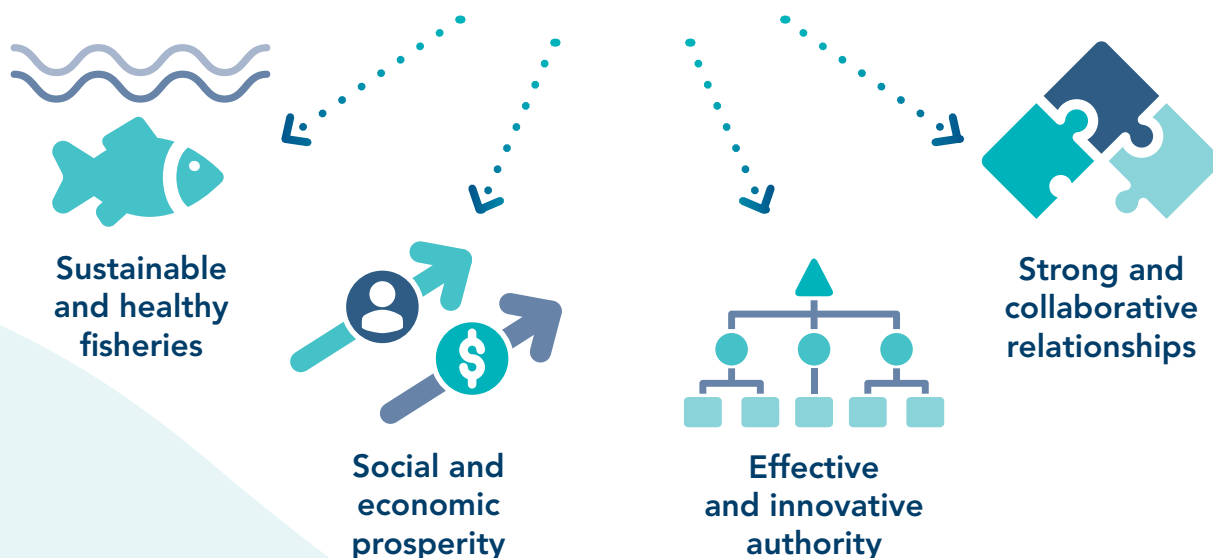 Sustainable
and healthy
fisheries
Social and
economic
prosperity
Effective
and innovative
authority
Strong and
collaborative
relationships